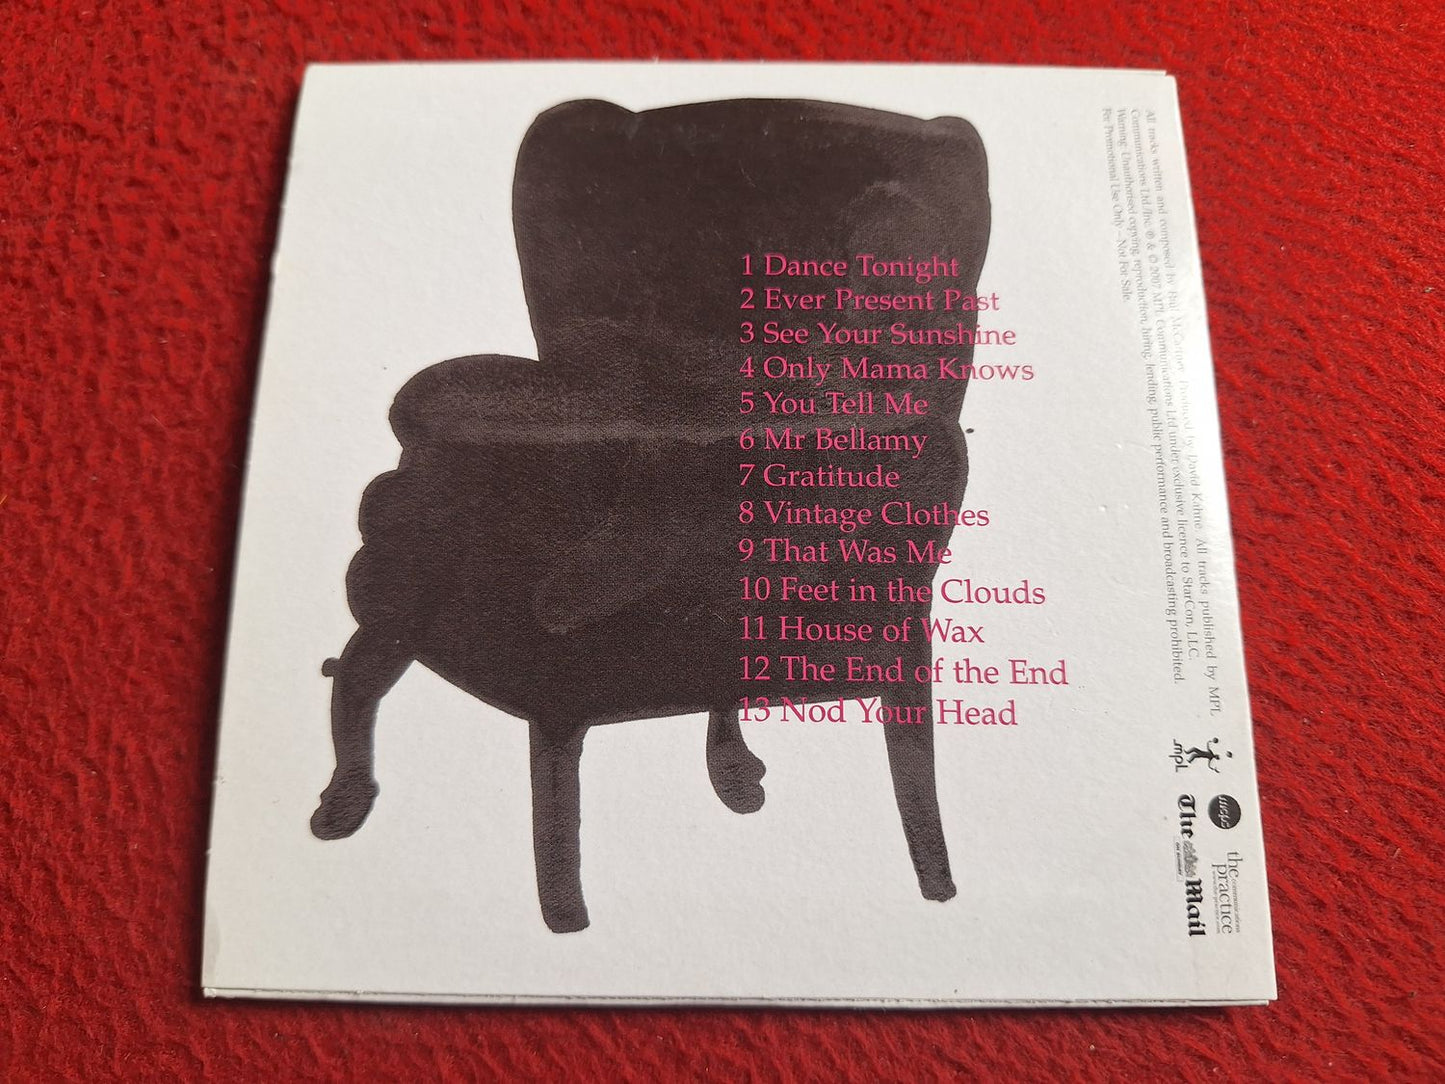 1 Dance Tonight
2 Ever Present Past
3 See Your Sunshine
4 Only Mama Knows
5 You Tell Me
6 Mr Bellamy
7 Gratitude
8 Vintage Clothes
9 That Was Me
10 Feet in the Clouds
11 House of Wax
12 The End of the End
13 Nod Your Head
All tracks written and composed by Paul McCartney. Produced by David Kahne. All tracks published by MPL
Communications Ltd/Inc ℗ & © 2007 MPL Communications Ltd under exclusive licence to StarCon, LLC.
Warning: Unauthorised copying, reproduction, hiring, lending, public performance and broadcasting prohibited.
For Promotional Use Only – Not For Sale.
mpL
mcps
The Mail
ON SUNDAY
the
communications
practice